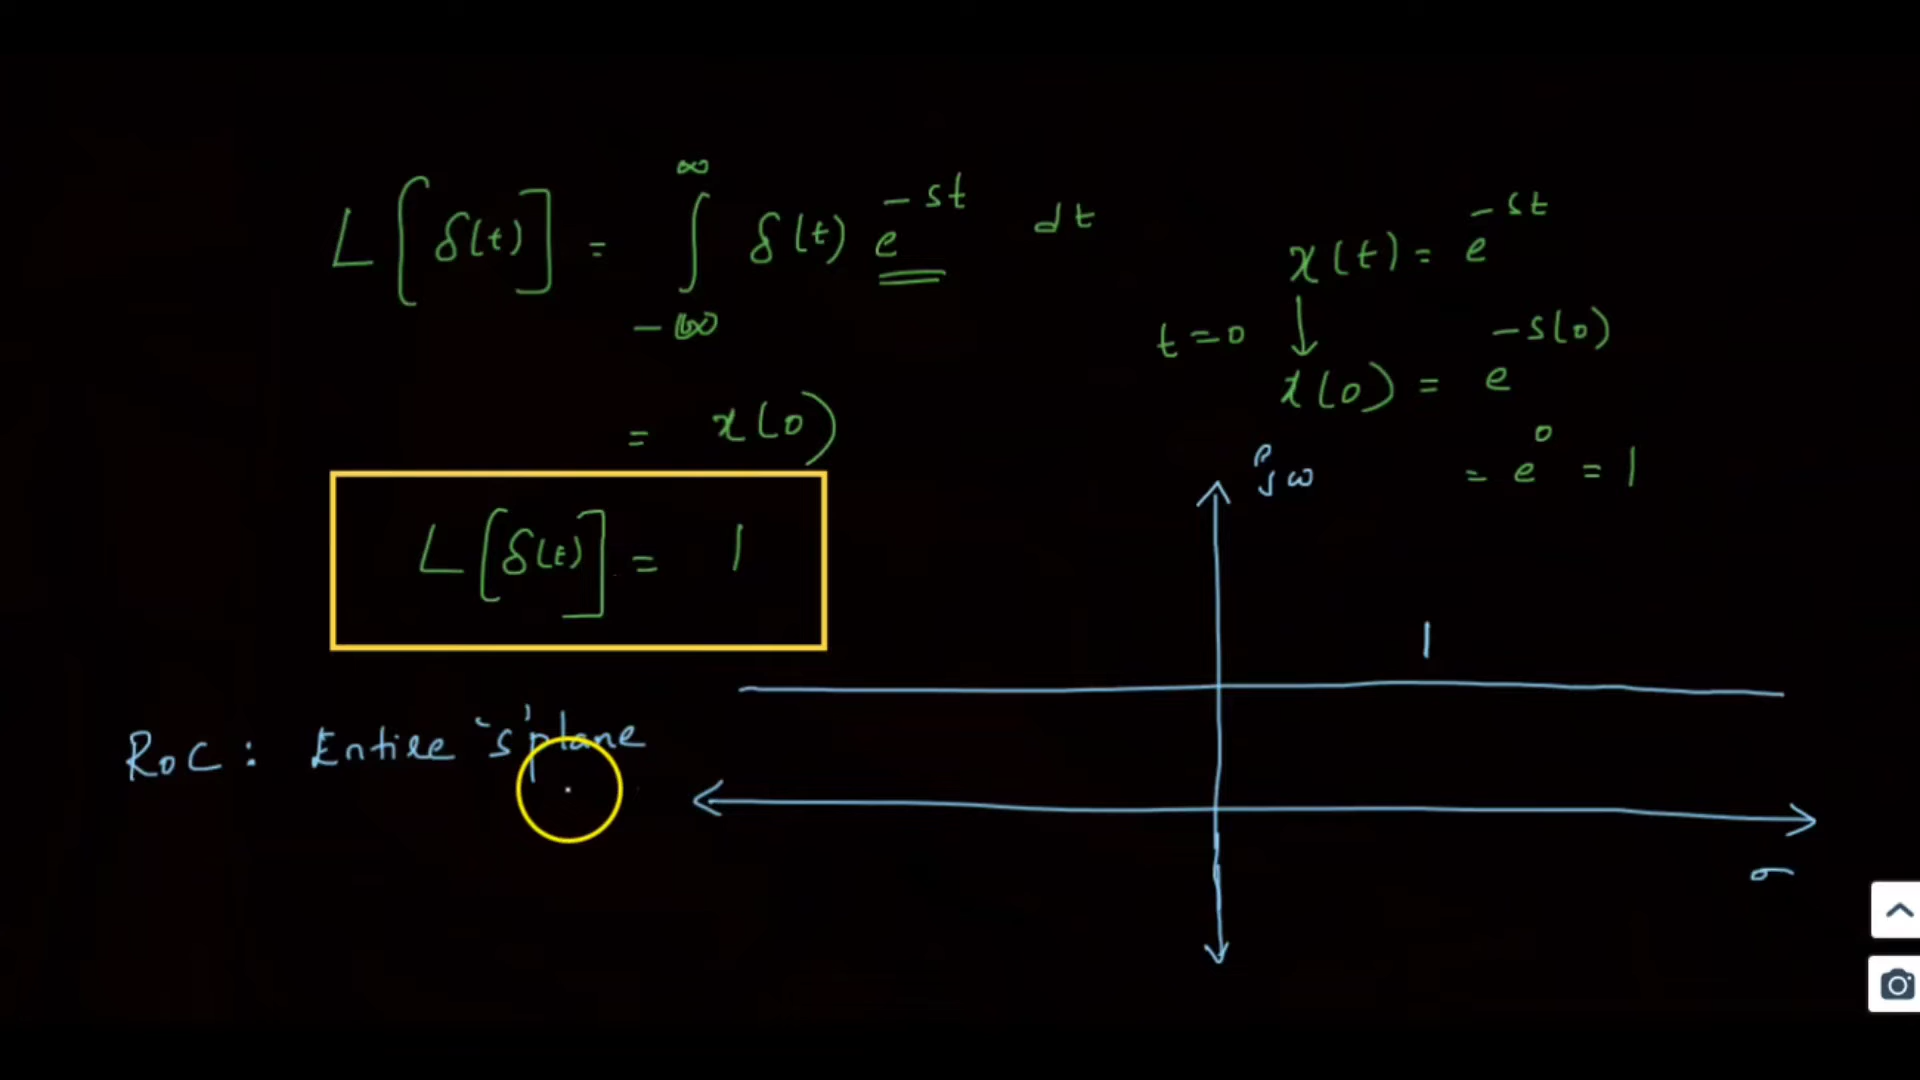 L[δ(t)] = ∫_{-∞}^{∞} δ(t) e^{-st} dt
= x(0)
L[δ(t)] = 1
x(t) = e^{-st}
t=0 ↓
x(0) = e^{-s(0)}
= e^0 = 1
jω
1
σ
ROC: Entire 's' plane